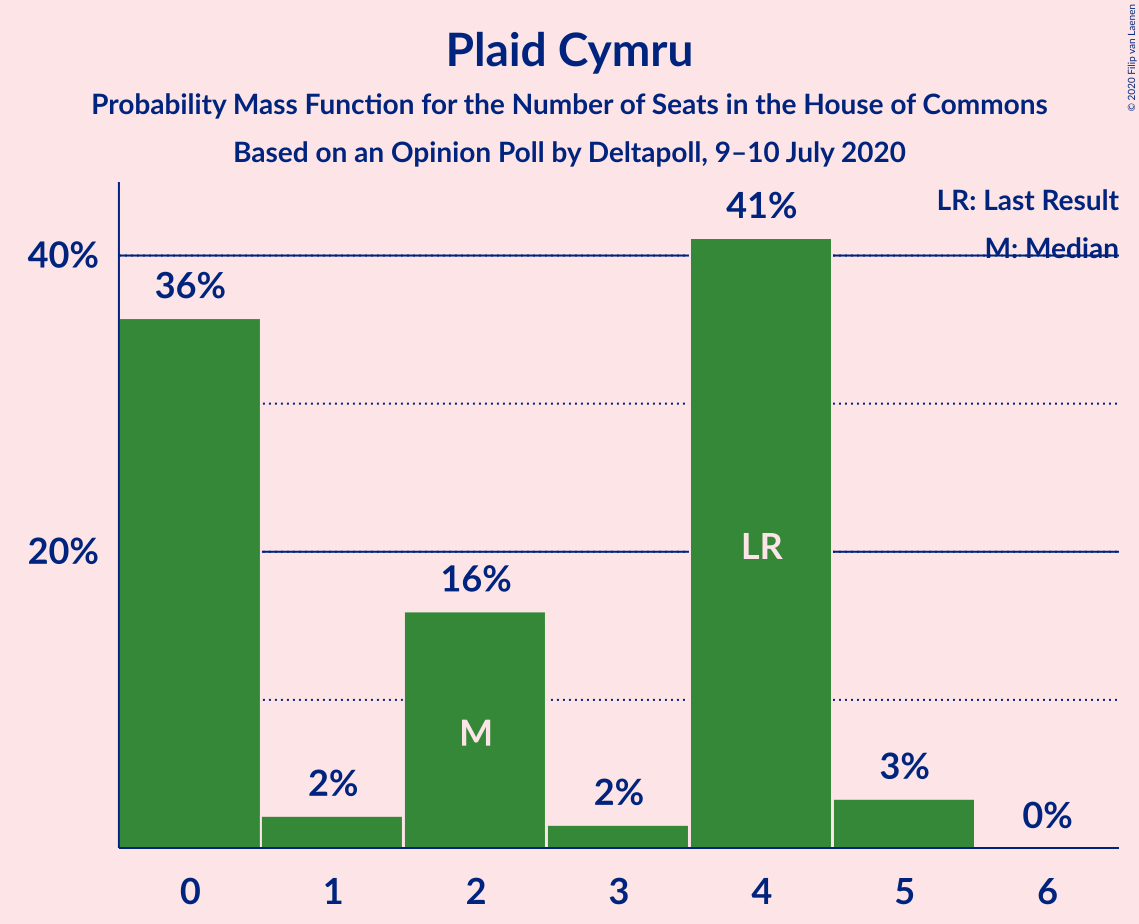 Plaid Cymru
Probability Mass Function for the Number of Seats in the House of Commons
Based on an Opinion Poll by Deltapoll, 9–10 July 2020
© 2020 Filip van Laenen
LR: Last Result
M: Median
40%
20%
36%
2%
16%
2%
41%
3%
0%
M
LR
0
1
2
3
4
5
6